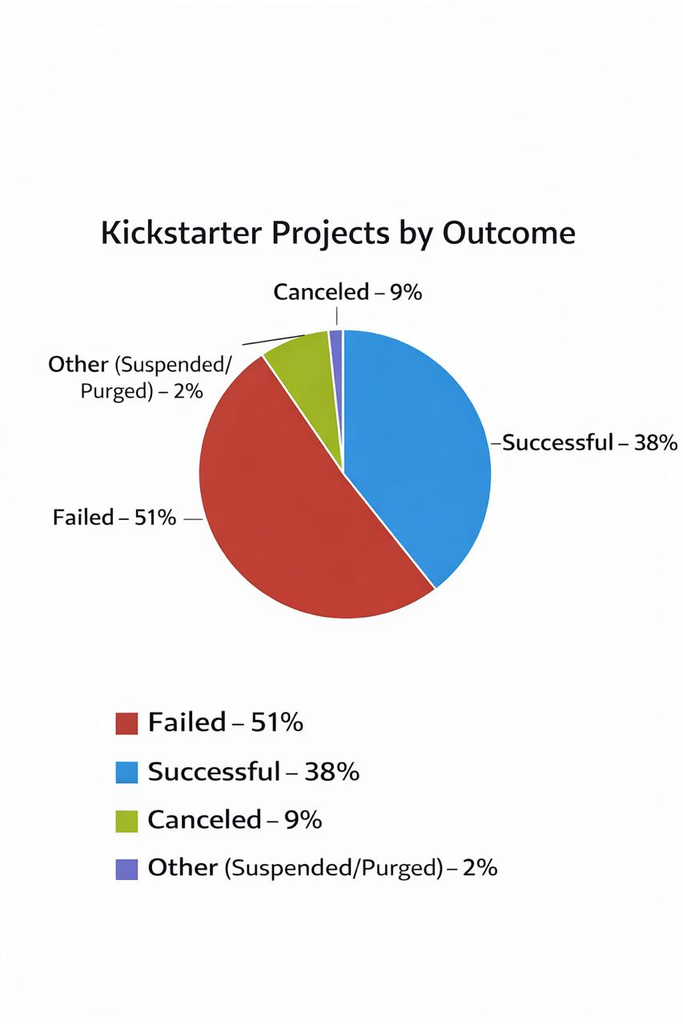 Kickstarter Projects by Outcome
Canceled – 9%
Other (Suspended/
Purged) – 2%
Successful – 38%
Failed – 51%
Failed – 51%
Successful – 38%
Canceled – 9%
Other (Suspended/Purged) – 2%